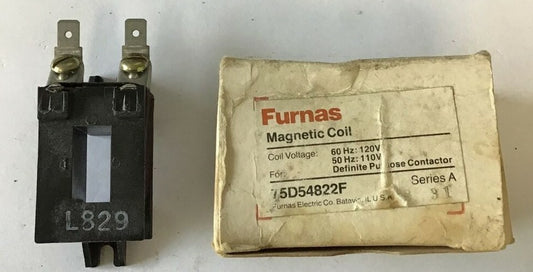 L829
Furnas
Magnetic Coil
Coil Voltage: 60 Hz: 120V
50 Hz: 110V
For: Definite Purpose Contactor
75D54822F Series A
Furnas Electric Co. Batavia, IL U.S.A.